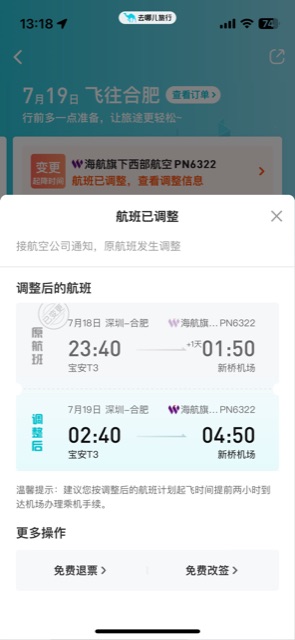 13:18
去哪儿旅行
74
7月19日 飞往合肥
查看订单 >
行前多一点准备，让旅途更轻松~
变更
起降时间
海航旗下西部航空 PN6322
航班已调整，查看调整信息
航班已调整
接航空公司通知，原航班发生调整
调整后的航班
原航班
7月18日 深圳-合肥
海航旗... PN6322
23:40
+1天
01:50
宝安T3
新桥机场
调整后
7月19日 深圳-合肥
海航旗... PN6322
02:40
04:50
宝安T3
新桥机场
温馨提示：建议您按调整后的航班计划起飞时间提前两小时到
达机场办理乘机手续。
更多操作
免费退票 >
免费改签 >